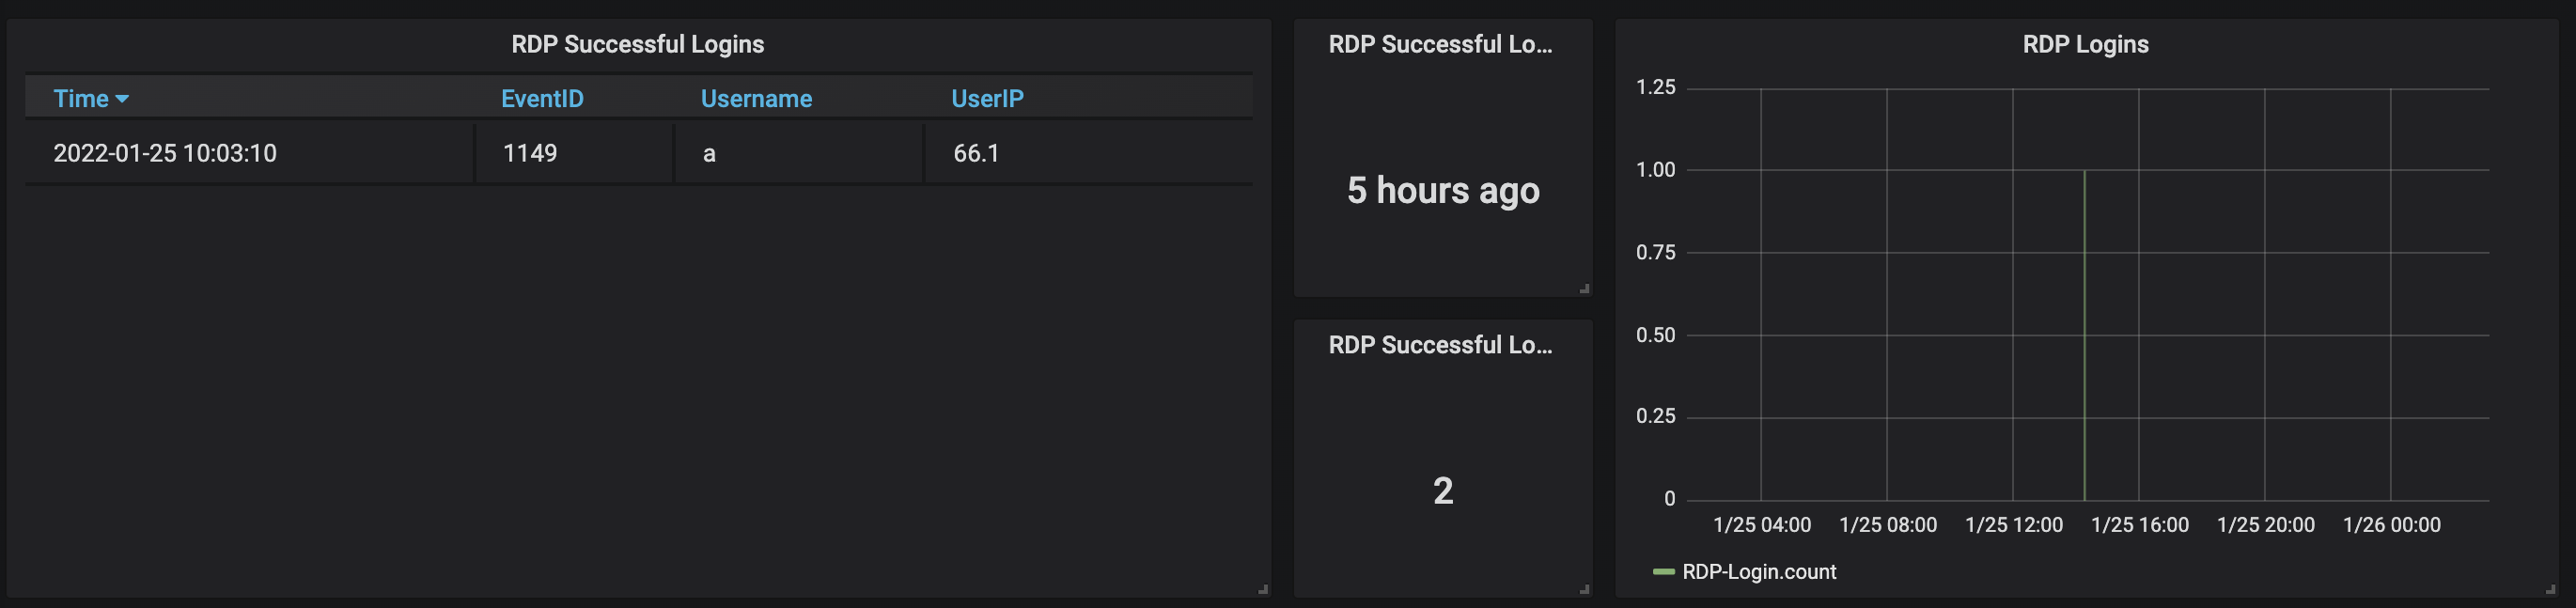 RDP Successful Logins
Time EventID Username UserIP
2022-01-25 10:03:10 1149 a 66.1
RDP Successful Lo...
5 hours ago
RDP Successful Lo...
2
RDP Logins
1.25
1.00
0.75
0.50
0.25
0
1/25 04:00 1/25 08:00 1/25 12:00 1/25 16:00 1/25 20:00 1/26 00:00
RDP-Login.count